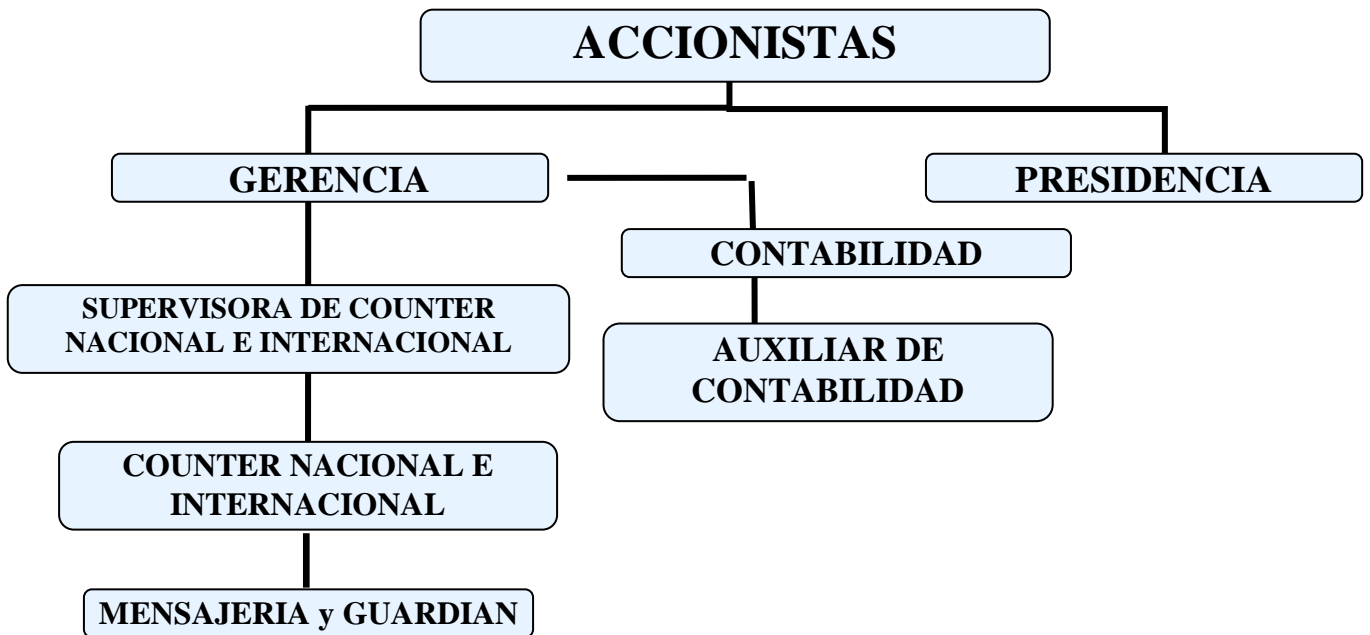 ACCIONISTAS
GERENCIA
PRESIDENCIA
CONTABILIDAD
SUPERVISORA DE COUNTER
NACIONAL E INTERNACIONAL
AUXILIAR DE
CONTABILIDAD
COUNTER NACIONAL E
INTERNACIONAL
MENSAJERIA y GUARDIAN